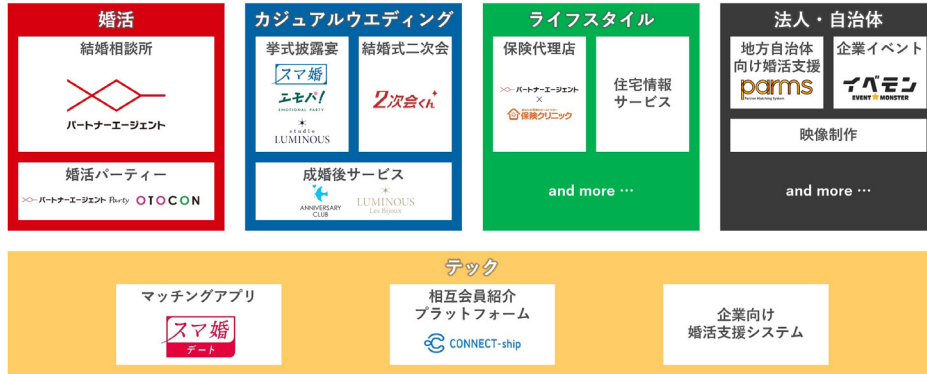 婚活
結婚相談所
パートナーエージェント
婚活パーティー
パートナーエージェント Party OTOCON
カジュアルウエディング
挙式披露宴
スマ婚
エモパ!
EMOTIONAL PARTY
studio
LUMINOUS
結婚式二次会
2次会くん
成婚後サービス
ANNIVERSARY
CLUB
LUMINOUS
Les Bijoux
ライフスタイル
保険代理店
パートナーエージェント
×
保険クリニック
住宅情報
サービス
and more …
法人・自治体
地方自治体
向け婚活支援
parms
Partner Matching System
企業イベント
イベモン
EVENT MONSTER
映像制作
and more …
テック
マッチングアプリ
スマ婚
デート
相互会員紹介
プラットフォーム
CONNECT-ship
企業向け
婚活支援システム